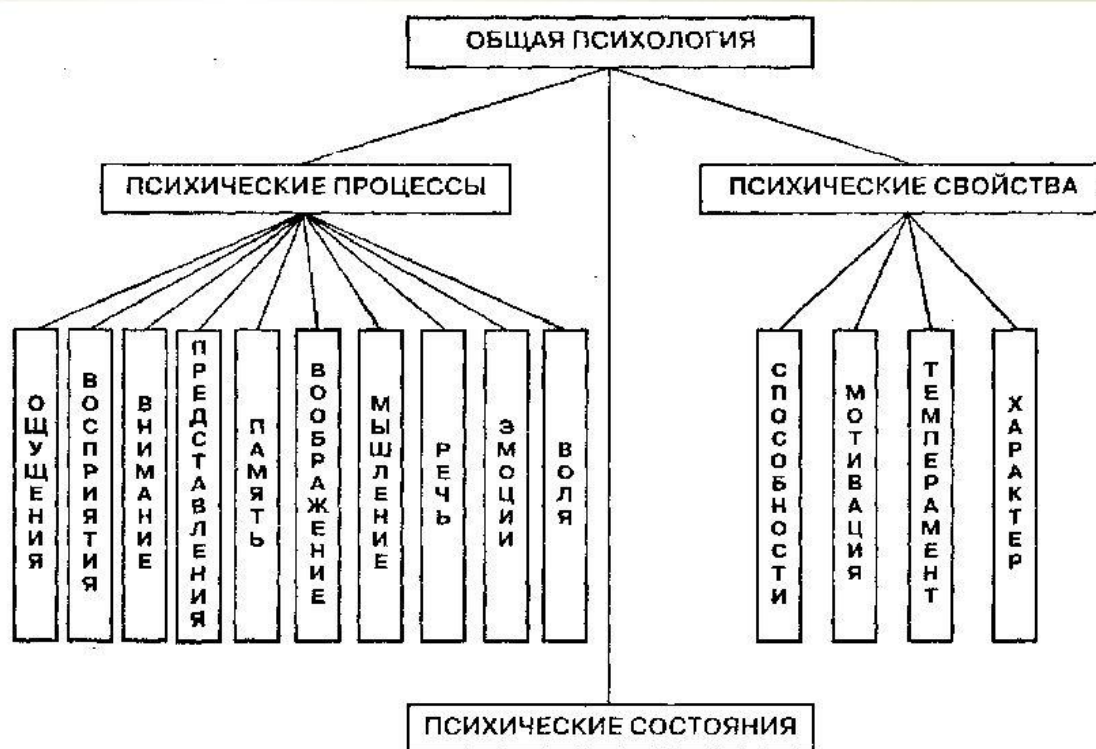 ОБЩАЯ ПСИХОЛОГИЯ
ПСИХИЧЕСКИЕ ПРОЦЕССЫ
ПСИХИЧЕСКИЕ СВОЙСТВА
ОЩУЩЕНИЯ
ВОСПРИЯТИЯ
ВНИМАНИЕ
ПРЕДСТАВЛЕНИЯ
ПАМЯТЬ
ВООБРАЖЕНИЕ
МЫШЛЕНИЕ
РЕЧЬ
ЭМОЦИИ
ВОЛЯ
СПОСОБНОСТИ
МОТИВАЦИЯ
ТЕМПЕРАМЕНТ
ХАРАКТЕР
ПСИХИЧЕСКИЕ СОСТОЯНИЯ